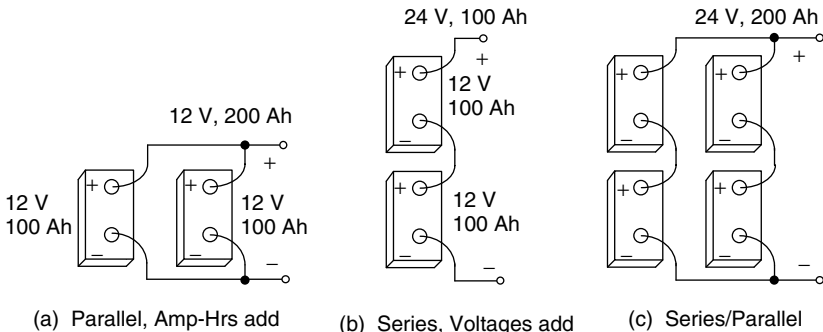 12 V, 200 Ah
+
12 V
100 Ah
+
−
+
−
12 V
100 Ah
−
(a) Parallel, Amp-Hrs add
24 V, 100 Ah
+
+
−
12 V
100 Ah
+
−
12 V
100 Ah
−
(b) Series, Voltages add
24 V, 200 Ah
+
+
−
+
−
+
−
+
−
−
(c) Series/Parallel